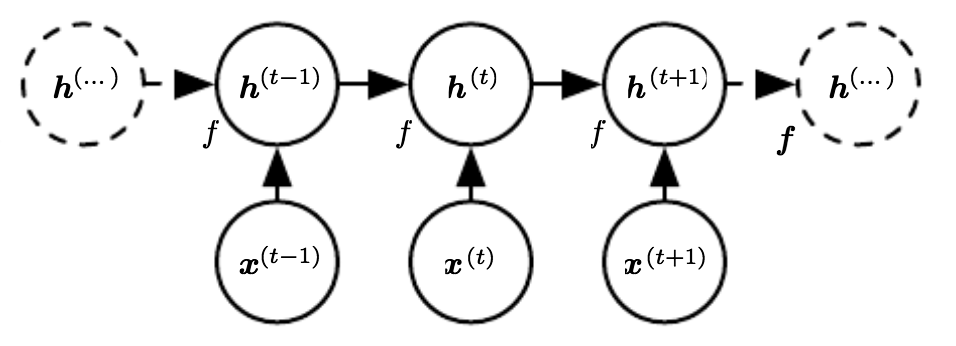 h(...) h(t−1) h(t) h(t+1) h(...)
f f f f
x(t−1) x(t) x(t+1)